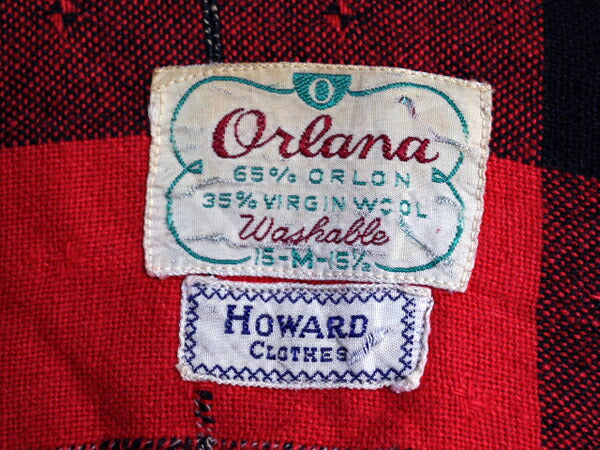 O
Orlana
65% ORLON
35% VIRGIN WOOL
Washable
15-M-15½
HOWARD
CLOTHES